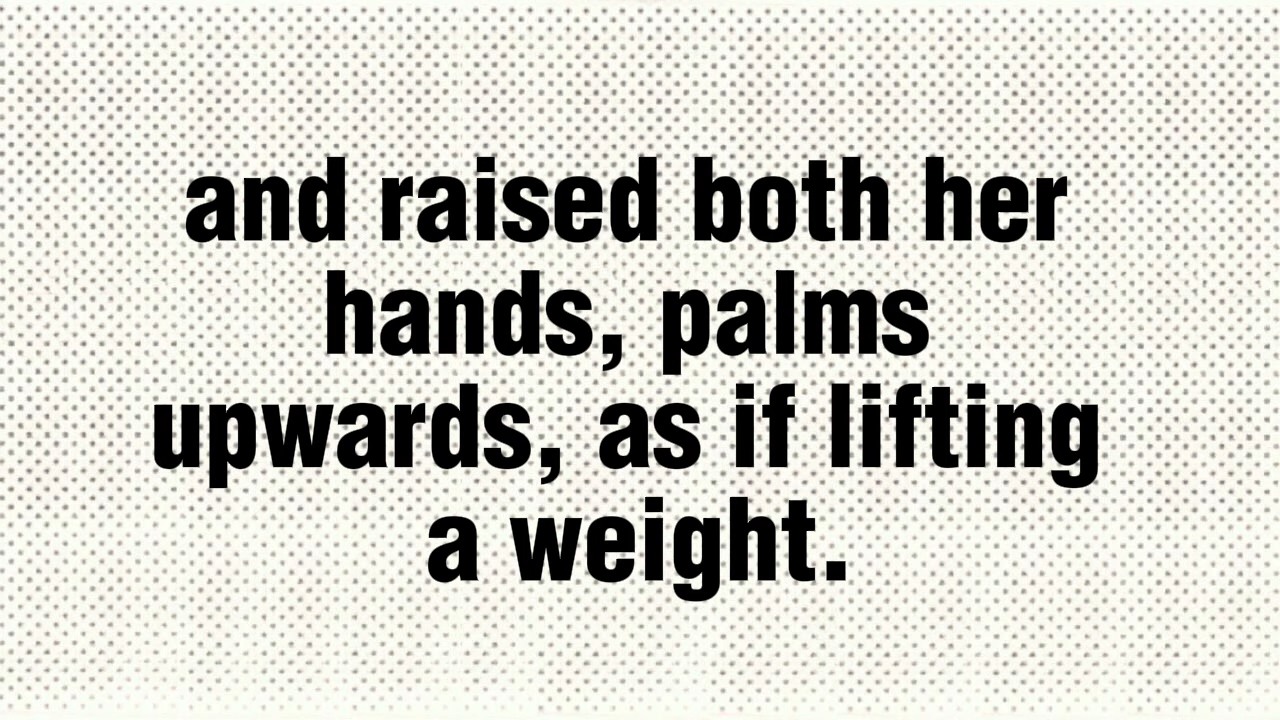 and raised both her
hands, palms
upwards, as if lifting
a weight.